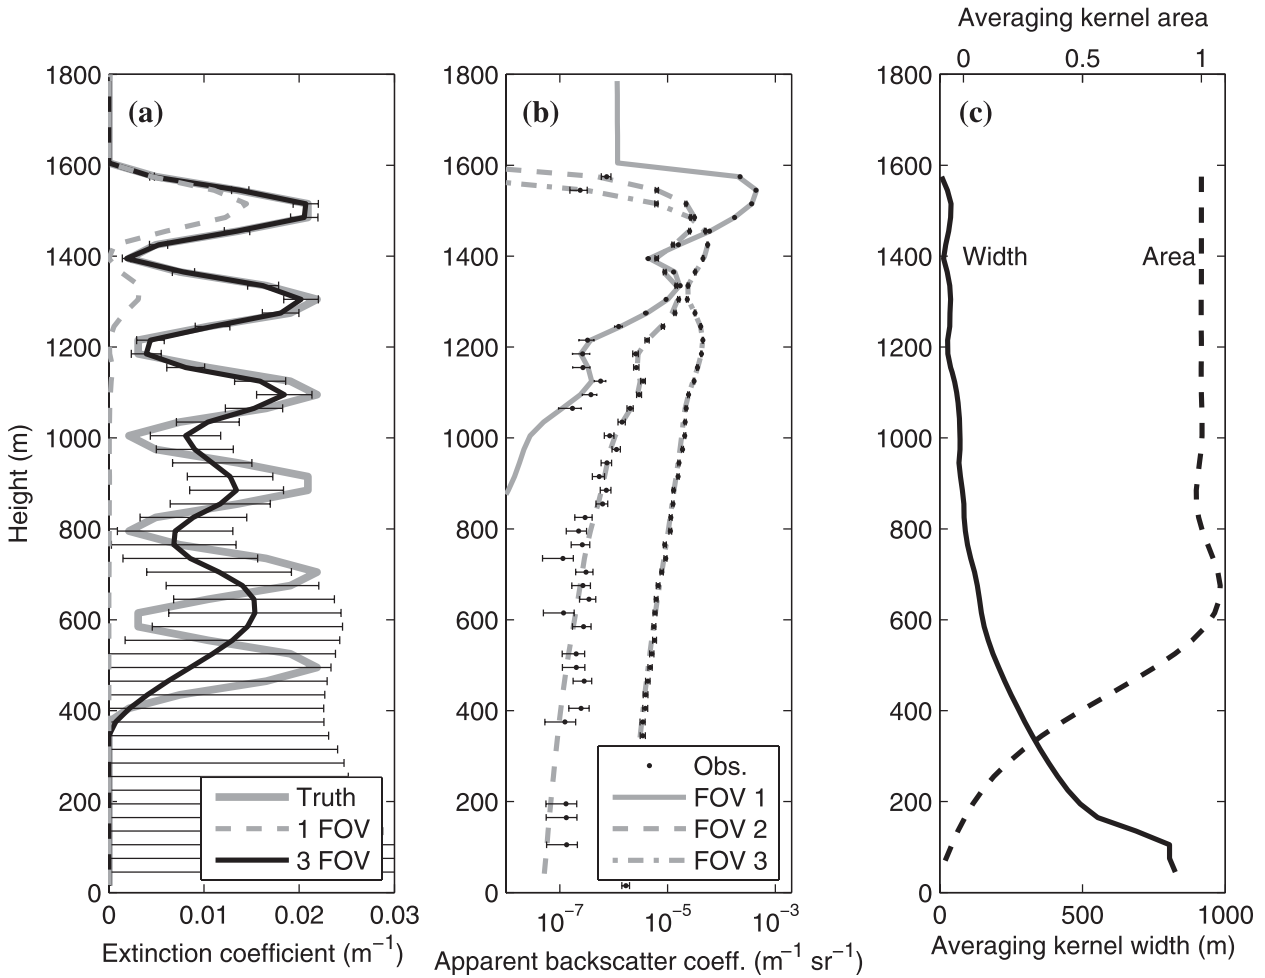 Averaging kernel area
0 0.5 1
(a) (b) (c)
1800 1800 1800
1600 1600 1600
1400 1400 1400
1200 1200 1200
1000 1000 1000
800 800 800
600 600 600
400 400 400
200 200 200
0 0 0
Height (m)
Width Area
Truth
1 FOV
3 FOV
Obs.
FOV 1
FOV 2
FOV 3
0 0.01 0.02 0.03
10⁻⁷ 10⁻⁵ 10⁻³
0 500 1000
Extinction coefficient (m⁻¹)
Apparent backscatter coeff. (m⁻¹ sr⁻¹)
Averaging kernel width (m)